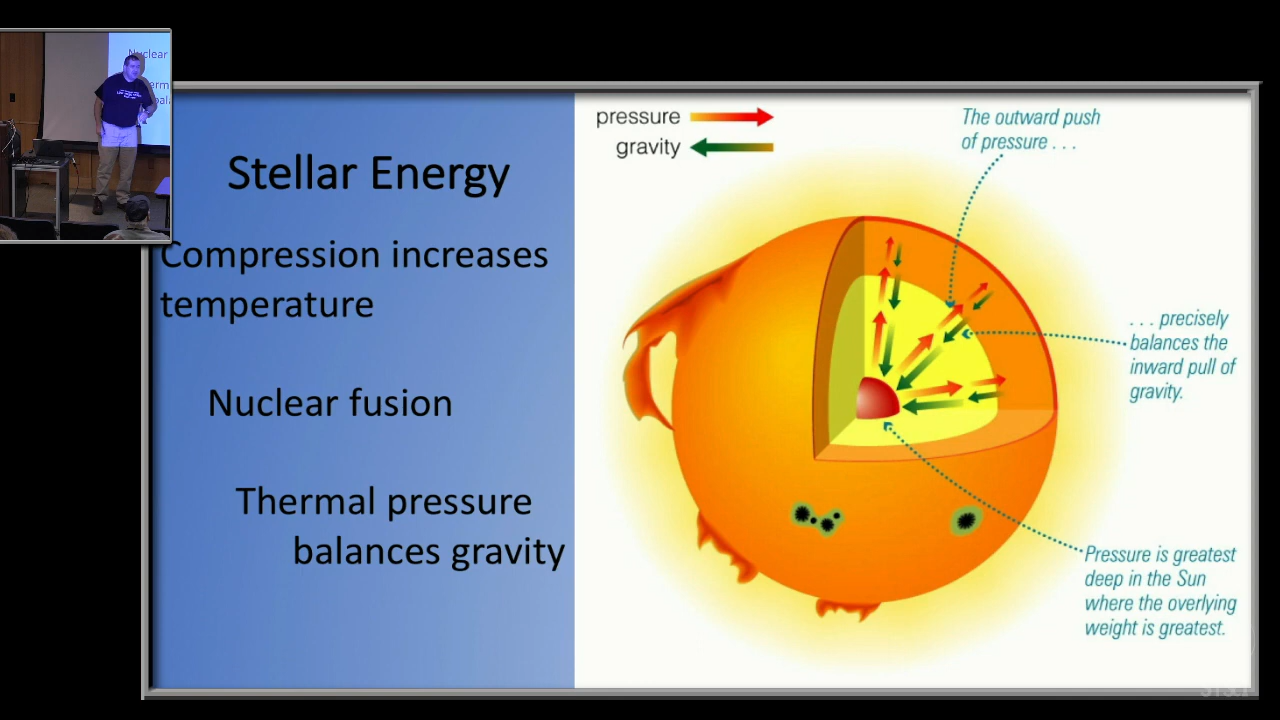 Nuclear
Stellar Energy
Compression increases
temperature
Nuclear fusion
Thermal pressure
balances gravity
pressure
gravity
The outward push
of pressure . . .
. . . precisely
balances the
inward pull of
gravity.
Pressure is greatest
deep in the Sun
where the overlying
weight is greatest.